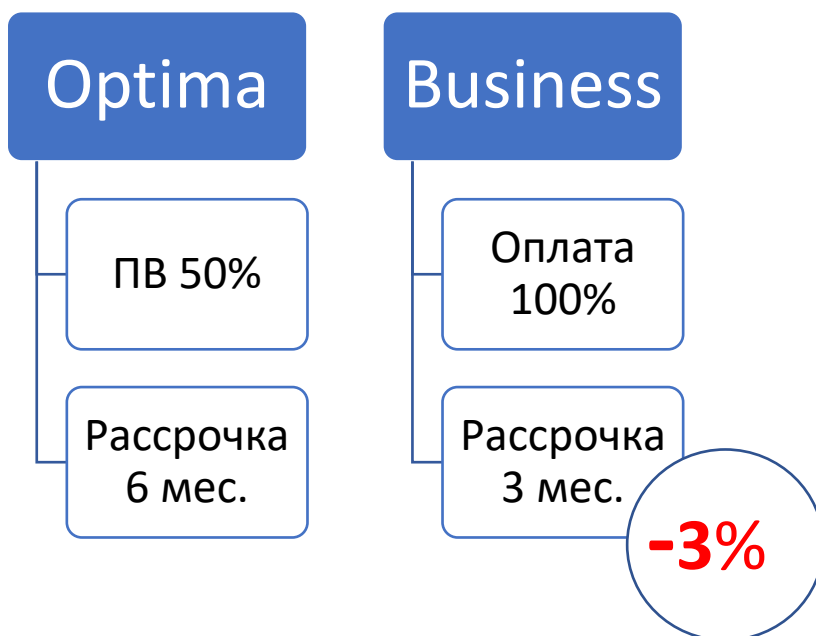 Optima
ПВ 50%
Рассрочка
6 мес.
Business
Оплата
100%
Рассрочка
3 мес.
-3%